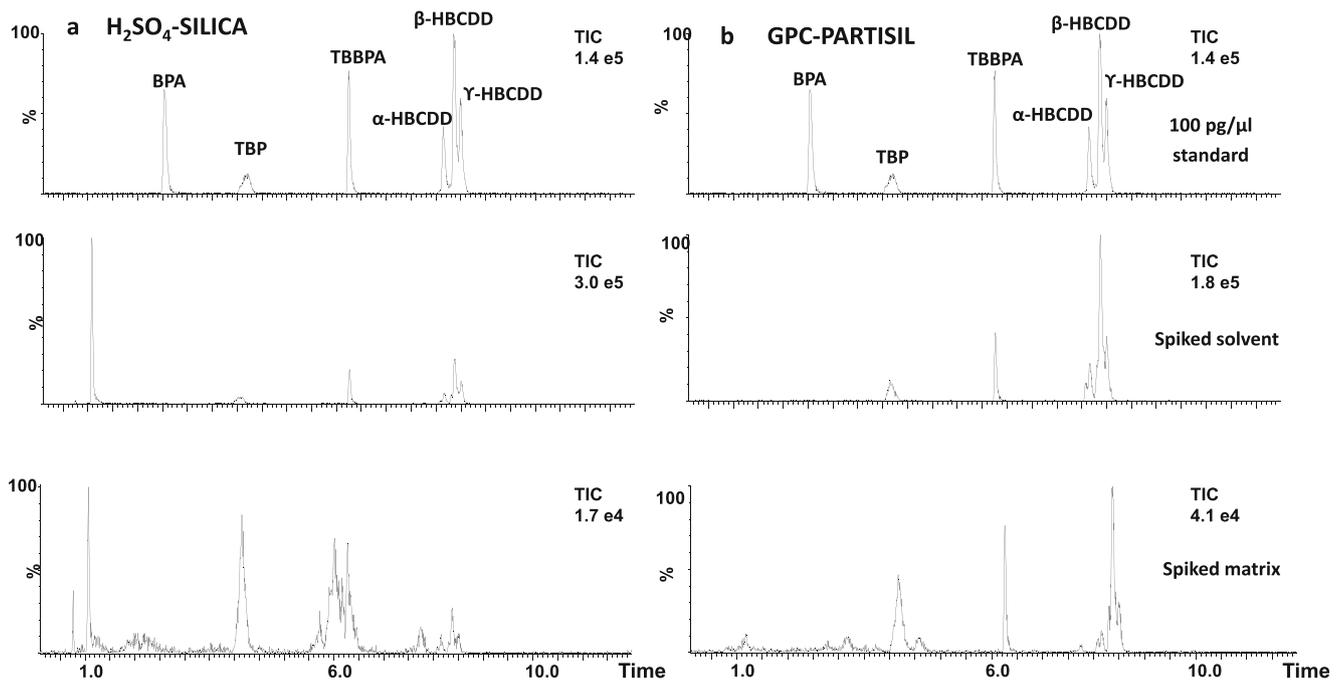 a H₂SO₄-SILICA
β-HBCDD
TIC
1.4 e5
100
%
BPA
TBP
TBBPA
α-HBCDD
ϒ-HBCDD
b GPC-PARTISIL
β-HBCDD
TIC
1.4 e5
100
%
BPA
TBP
TBBPA
α-HBCDD
ϒ-HBCDD
100 pg/µl
standard
100
%
TIC
3.0 e5
100
%
TIC
1.8 e5
Spiked solvent
100
%
TIC
1.7 e4
1.0 6.0 10.0 Time
100
%
TIC
4.1 e4
Spiked matrix
1.0 6.0 10.0 Time